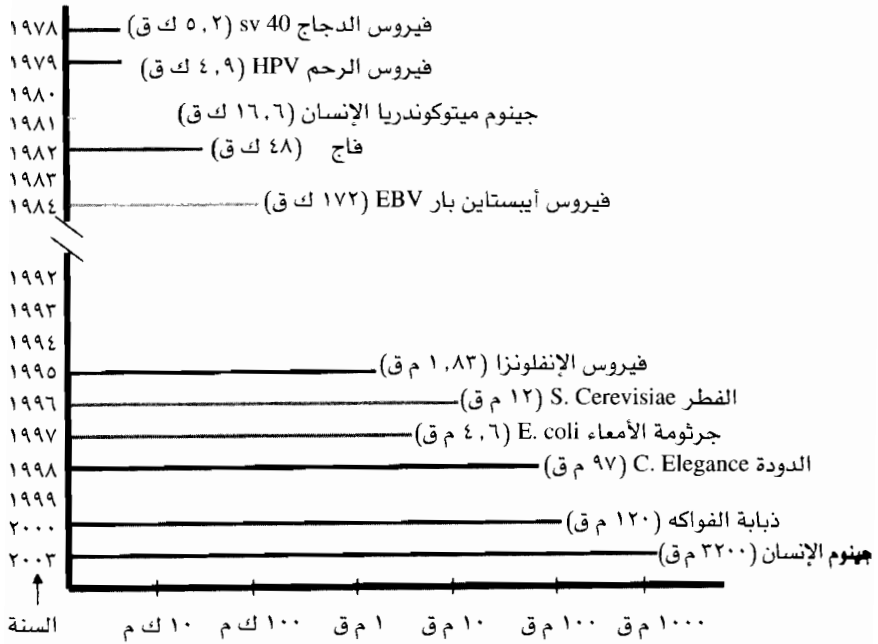 ١٩٧٨ فيروس الدجاج sv 40 (٥,٢ ك ق)
١٩٧٩ فيروس الرحم HPV (٤,٩ ك ق)
١٩٨٠
١٩٨١ جينوم ميتوكوندريا الإنسان (١٦,٦ ك ق)
١٩٨٢ فاج (٤٨ ك ق)
١٩٨٣
١٩٨٤ فيروس أيبستاين بار EBV (١٧٢ ك ق)
١٩٩٢
١٩٩٣
١٩٩٤
١٩٩٥ فيروس الإنفلونزا (١,٨٣ م ق)
١٩٩٦ الفطر S. Cerevisiae (١٢ م ق)
١٩٩٧ جرثومة الأمعاء E. coli (٤,٦ م ق)
١٩٩٨ الدودة C. Elegance (٩٧ م ق)
١٩٩٩
٢٠٠٠ ذبابة الفواكه (١٢٠ م ق)
٢٠٠٣ جينوم الإنسان (٣٢٠٠ م ق)
السنة ١٠ ك م ١٠٠ ك م ١ م ق ١٠ م ق ١٠٠ م ق ١٠٠٠ م ق